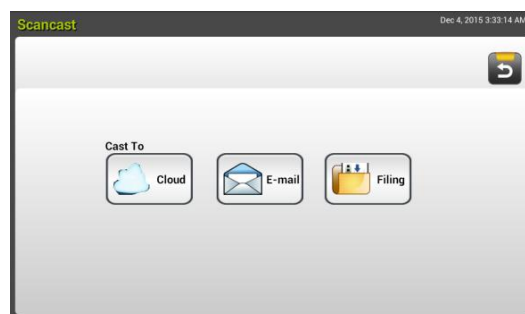 Scancast
Dec 4, 2015 3:33:14 AM
Cast To
Cloud
E-mail
Filing